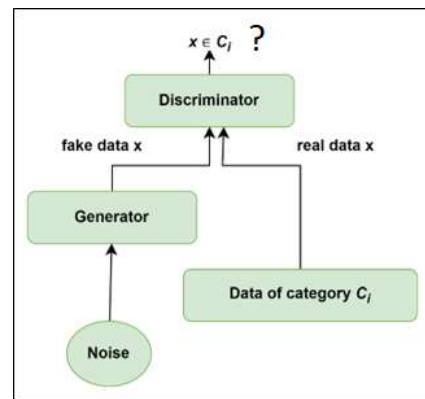 x ∈ Cᵢ ?
Discriminator
fake data x
real data x
Generator
Data of category Cᵢ
Noise